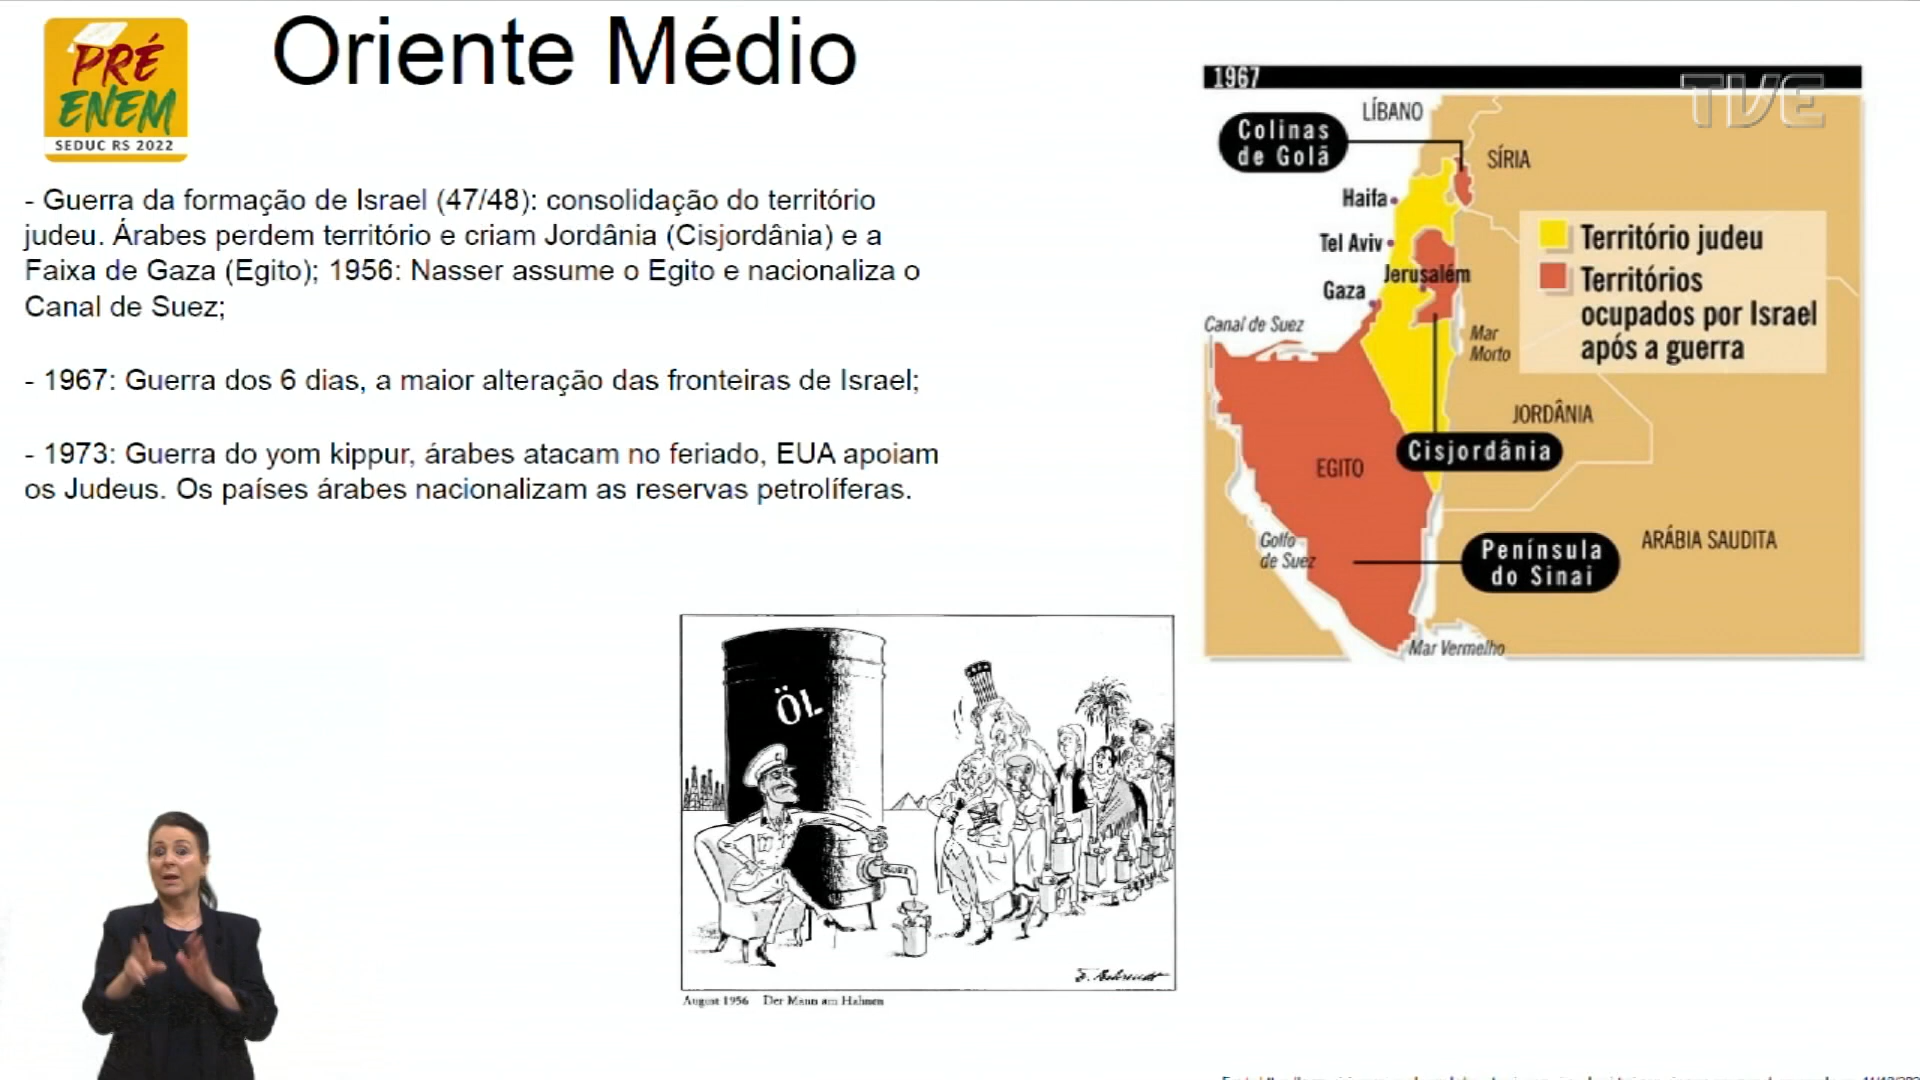 PRÉ
ENEM
SEDUC RS 2022
Oriente Médio
- Guerra da formação de Israel (47/48): consolidação do território
judeu. Árabes perdem território e criam Jordânia (Cisjordânia) e a
Faixa de Gaza (Egito); 1956: Nasser assume o Egito e nacionaliza o
Canal de Suez;
- 1967: Guerra dos 6 dias, a maior alteração das fronteiras de Israel;
- 1973: Guerra do yom kippur, árabes atacam no feriado, EUA apoiam
os Judeus. Os países árabes nacionalizam as reservas petrolíferas.
1967
TVE
LÍBANO
Colinas
de Golã
SÍRIA
Haifa
Tel Aviv
Jerusalém
Gaza
Canal de Suez
Mar
Morto
Território judeu
Territórios
ocupados por Israel
após a guerra
JORDÂNIA
Cisjordânia
EGITO
Golfo
de Suez
Península
do Sinai
ARÁBIA SAUDITA
Mar Vermelho
ÖL
SUEZ
August 1956 Der Mann am Hahnen